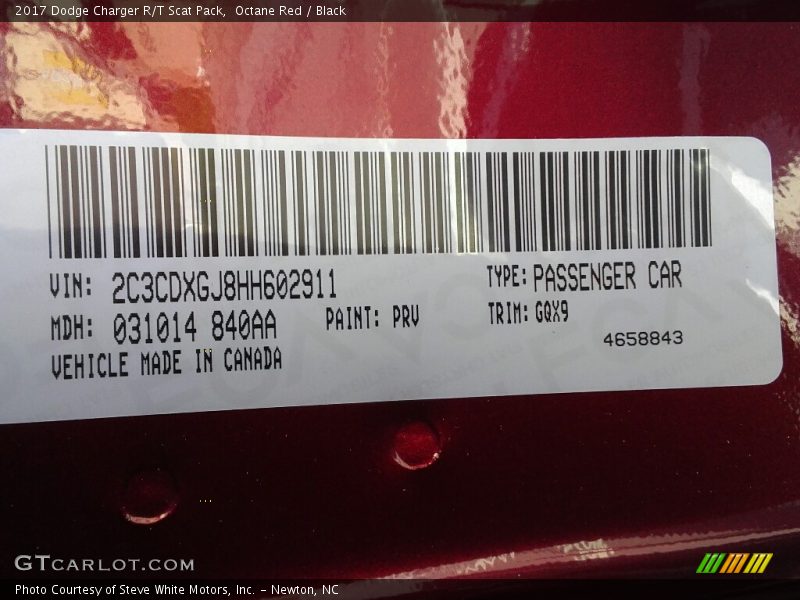 2017 Dodge Charger R/T Scat Pack, Octane Red / Black
VIN: 2C3CDXGJ8HH602911 TYPE: PASSENGER CAR
MDH: 031014 840AA PAINT: PRV TRIM: GQX9
VEHICLE MADE IN CANADA 4658843
GTCARLOT.COM
Photo Courtesy of Steve White Motors, Inc. – Newton, NC